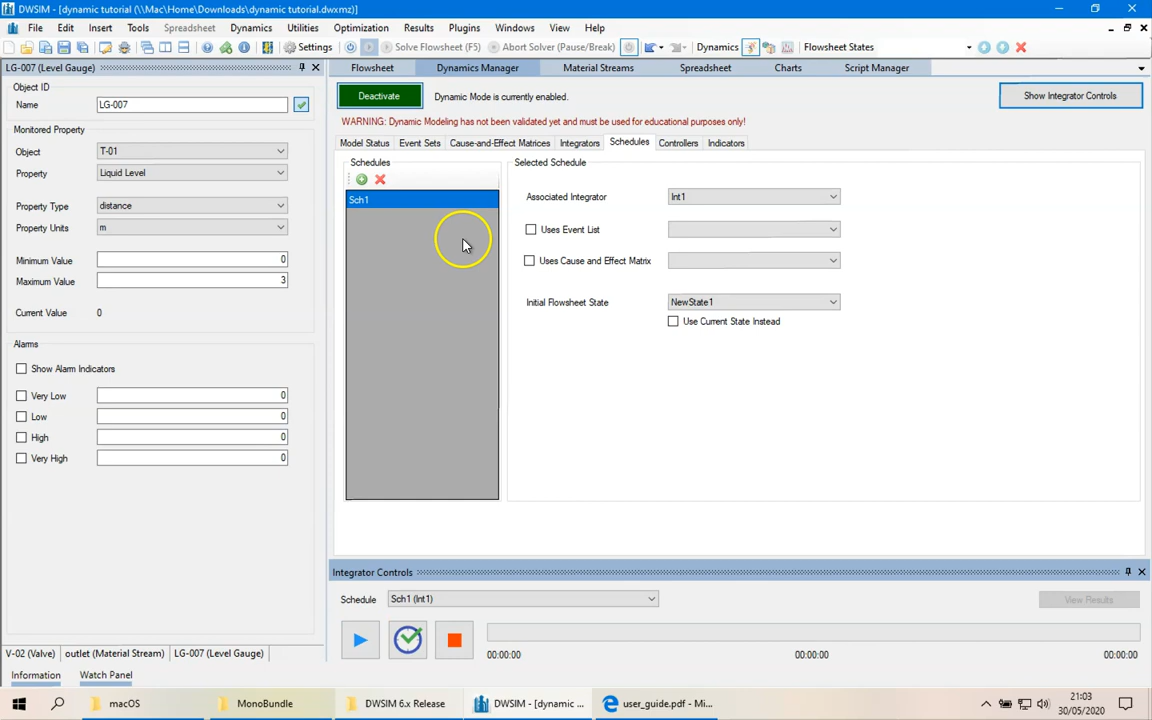 DWSIM - [dynamic tutorial (\\Mac\Home\Downloads\dynamic tutorial.dwxmz)]
File Edit Insert Tools Spreadsheet Dynamics Utilities Optimization Results Plugins Windows View Help
Settings Solve Flowsheet (F5) Abort Solver (Pause/Break) Dynamics Flowsheet States
LG-007 (Level Gauge)
Flowsheet Dynamics Manager Material Streams Spreadsheet Charts Script Manager
Object ID
Name LG-007
Monitored Property
Object T-01
Property Liquid Level
Property Type distance
Property Units m
Minimum Value 0
Maximum Value 3
Current Value 0
Alarms
Show Alarm Indicators
Very Low 0
Low 0
High 0
Very High 0
V-02 (Valve) outlet (Material Stream) LG-007 (Level Gauge)
Information Watch Panel
Deactivate Dynamic Mode is currently enabled. Show Integrator Controls
WARNING: Dynamic Modeling has not been validated yet and must be used for educational purposes only!
Model Status Event Sets Cause-and-Effect Matrices Integrators Schedules Controllers Indicators
Schedules
Sch1
Selected Schedule
Associated Integrator Int1
Uses Event List
Uses Cause and Effect Matrix
Initial Flowsheet State NewState1
Use Current State Instead
Integrator Controls
Schedule Sch1 (Int1) View Results
00:00:00 00:00:00 00:00:00
macOS MonoBundle DWSIM 6.x Release DWSIM - [dynamic ... user_guide.pdf - Mi...
21:03
30/05/2020